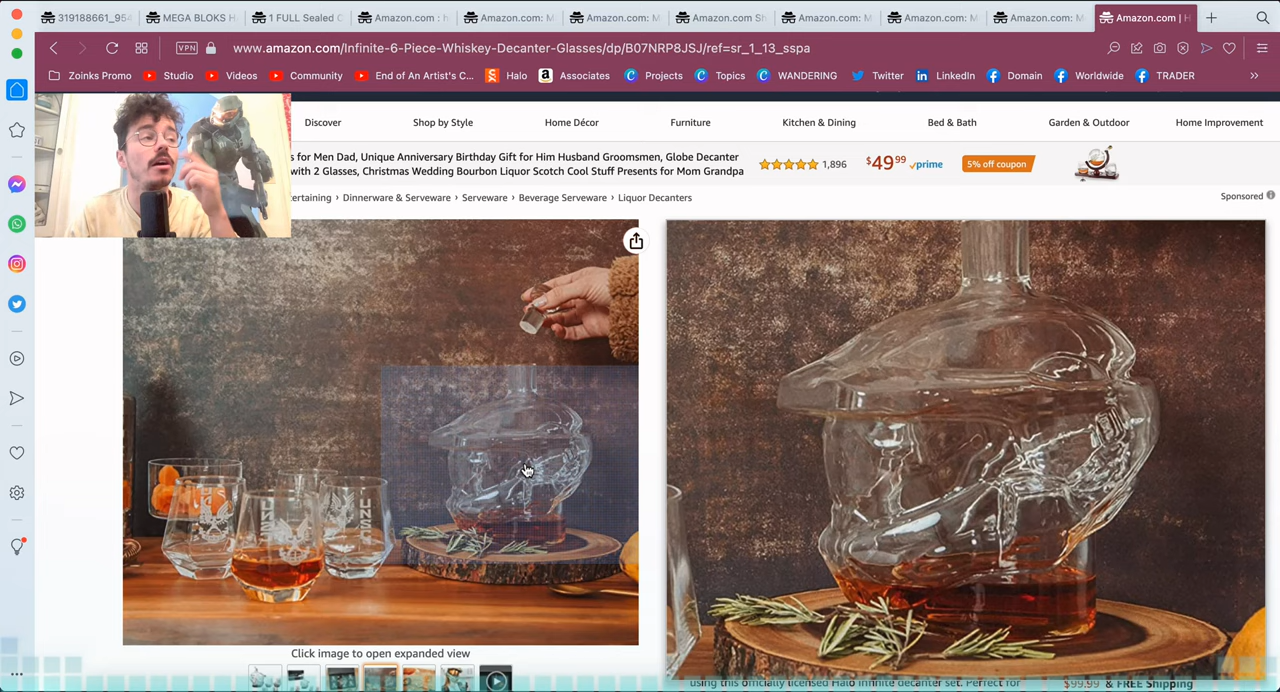 319188661_954
MEGA BLOKS H
1 FULL Sealed C
Amazon.com : h
Amazon.com: M
Amazon.com: M
Amazon.com Sh
Amazon.com: M
Amazon.com: M
Amazon.com: M
Amazon.com | H
VPN
www.amazon.com/Infinite-6-Piece-Whiskey-Decanter-Glasses/dp/B07NRP8JSJ/ref=sr_1_13_sspa
Zoinks Promo
Studio
Videos
Community
End of An Artist's C...
Halo
Associates
Projects
Topics
WANDERING
Twitter
LinkedIn
Domain
Worldwide
TRADER
Discover
Shop by Style
Home Décor
Furniture
Kitchen & Dining
Bed & Bath
Garden & Outdoor
Home Improvement
s for Men Dad, Unique Anniversary Birthday Gift for Him Husband Groomsmen, Globe Decanter
with 2 Glasses, Christmas Wedding Bourbon Liquor Scotch Cool Stuff Presents for Mom Grandpa
1,896
$49.99
prime
5% off coupon
ertaining › Dinnerware & Serveware › Serveware › Beverage Serveware › Liquor Decanters
Sponsored
UNSC
Click image to open expanded view
using this officially licensed Halo Infinite decanter set. Perfect for
$99.99 & FREE Shipping